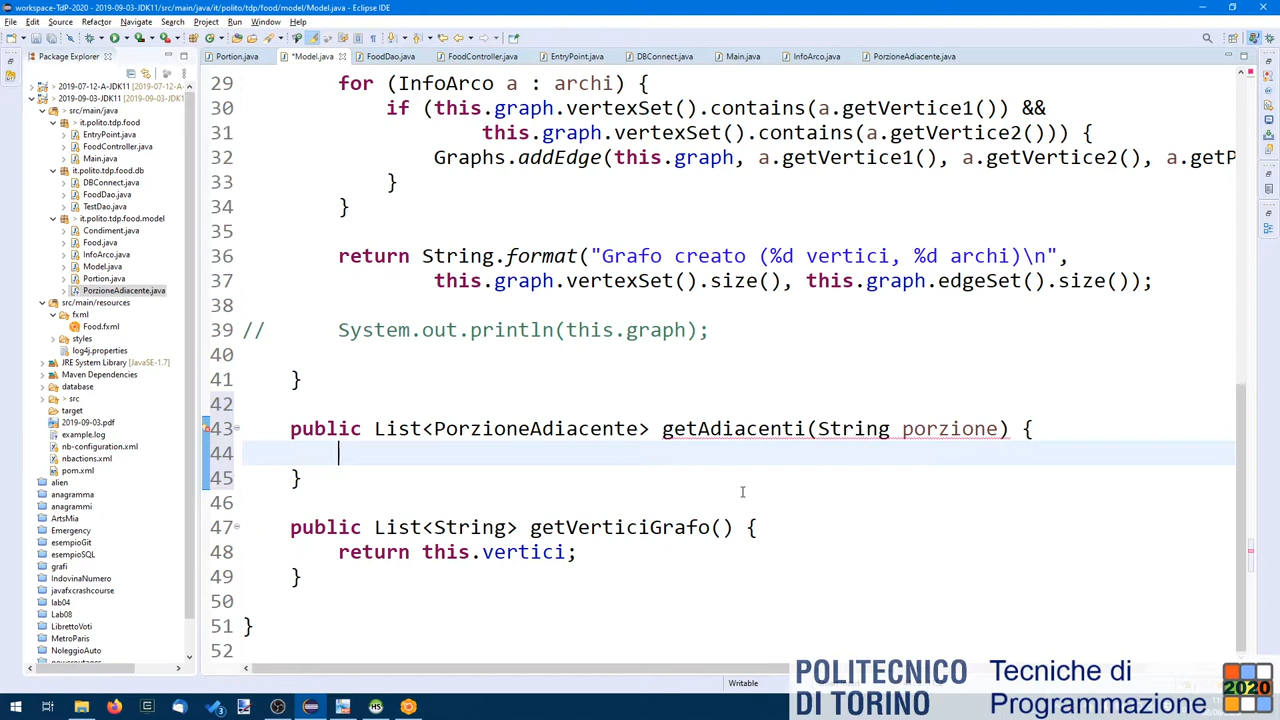 workspace-TdP-2020 - 2019-09-03-JDK11/src/main/java/it/polito/tdp/food/model/Model.java - Eclipse IDE
File Edit Source Refactor Navigate Search Project Run Window Help
Package Explorer
Portion.java
*Model.java
FoodDao.java
FoodController.java
EntryPoint.java
DBConnect.java
Main.java
InfoArco.java
PorzioneAdiacente.java
2019-07-12-A-JDK11 [2019-07-12-A-
2019-09-03-JDK11 [2019-09-03-JDK1
src/main/java
it.polito.tdp.food
EntryPoint.java
FoodController.java
Main.java
it.polito.tdp.food.db
DBConnect.java
FoodDao.java
TestDao.java
it.polito.tdp.food.model
Condiment.java
Food.java
InfoArco.java
Model.java
Portion.java
PorzioneAdiacente.java
src/main/resources
fxml
Food.fxml
styles
log4j.properties
JRE System Library [JavaSE-1.7]
Maven Dependencies
database
src
target
2019-09-03.pdf
example.log
nb-configuration.xml
nbactions.xml
pom.xml
alien
anagramma
anagrammi
ArtsMia
Emergency
esempioGit
esempioSQL
grafi
IndovinaNumero
javafxcrashcourse
lab04
Lab08
LibrettoVoti
MetroParis
NoleggioAuto
29 for (InfoArco a : archi) {
30 if (this.graph.vertexSet().contains(a.getVertice1()) &&
31 this.graph.vertexSet().contains(a.getVertice2())) {
32 Graphs.addEdge(this.graph, a.getVertice1(), a.getVertice2(), a.getP
33 }
34 }
35
36 return String.format("Grafo creato (%d vertici, %d archi)\n",
37 this.graph.vertexSet().size(), this.graph.edgeSet().size());
38
39 // System.out.println(this.graph);
40
41 }
42
43 public List<PorzioneAdiacente> getAdiacenti(String porzione) {
44
45 }
46
47 public List<String> getVerticiGrafo() {
48 return this.vertici;
49 }
50
51 }
52
Writable
POLITECNICO
DI TORINO
Tecniche di
Programmazione
2020